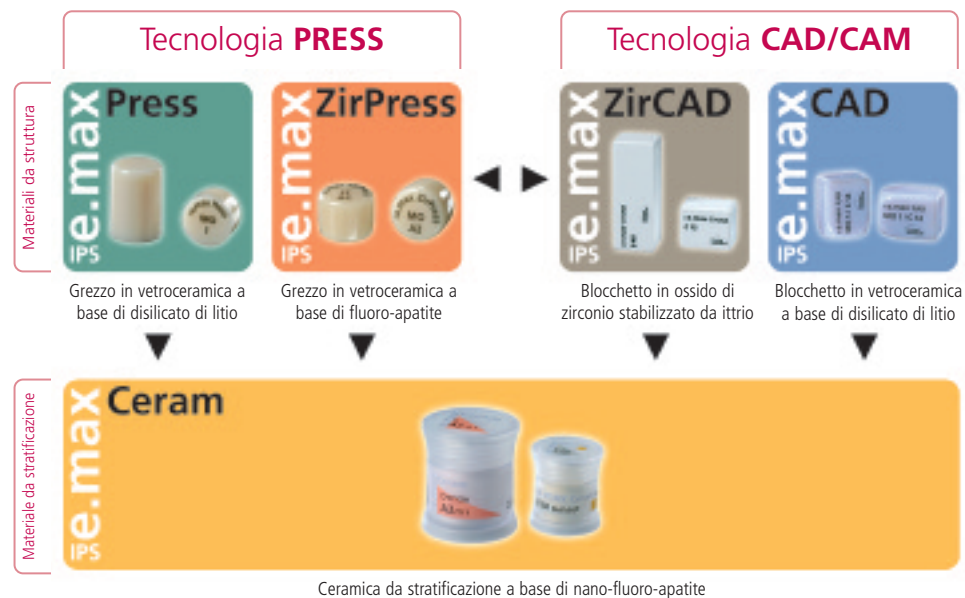 Tecnologia PRESS
Tecnologia CAD/CAM
Materiali da struttura
IPS e.max Press
IPS e.max ZirPress
IPS e.max ZirCAD
IPS e.max CAD
MG
A2
Grezzo in vetroceramica a
base di disilicato di litio
Grezzo in vetroceramica a
base di fluoro-apatite
Blocchetto in ossido di
zirconio stabilizzato da ittrio
Blocchetto in vetroceramica
a base di disilicato di litio
Materiale da stratificazione
IPS e.max Ceram
Ceramica da stratificazione a base di nano-fluoro-apatite